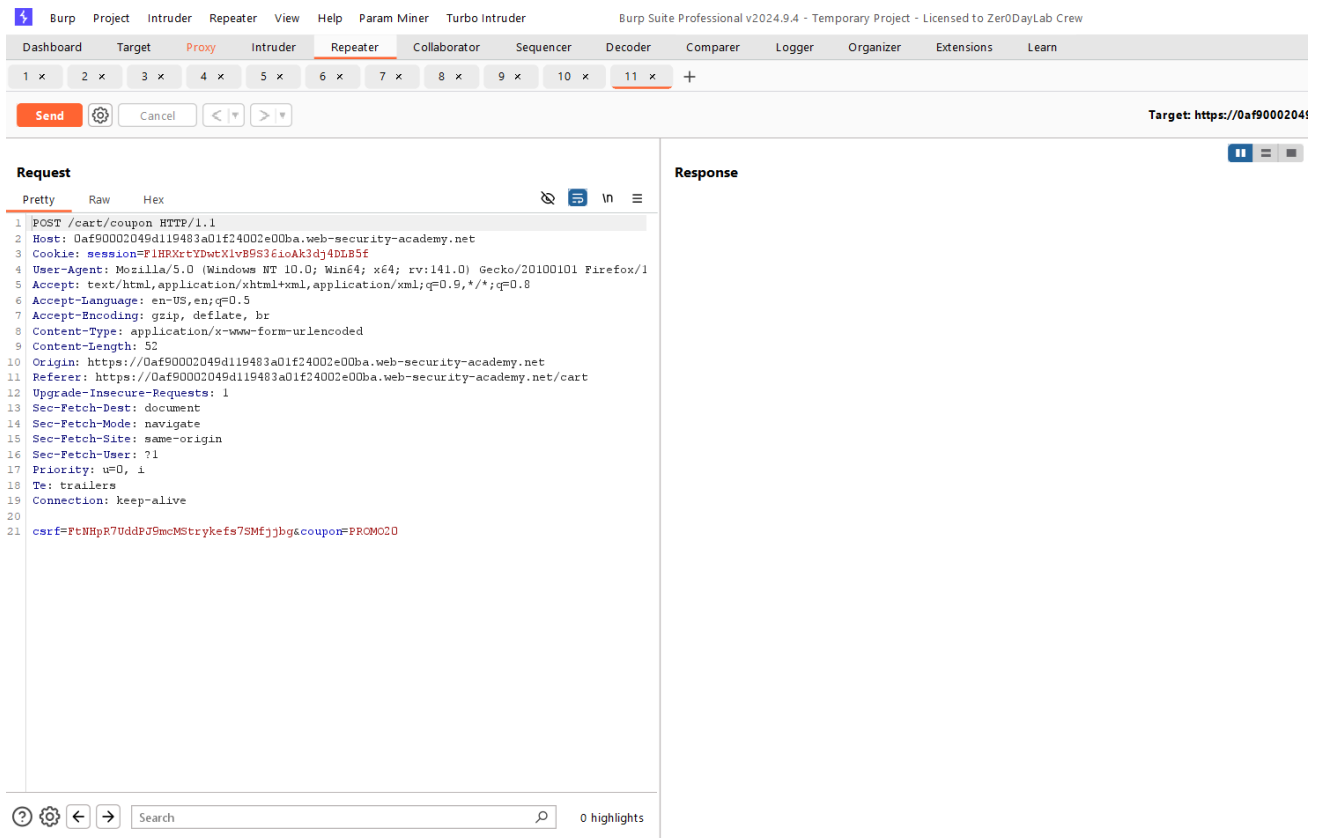 Burp Project Intruder Repeater View Help Param Miner Turbo Intruder Burp Suite Professional v2024.9.4 - Temporary Project - Licensed to Zer0DayLab Crew
Dashboard Target Proxy Intruder Repeater Collaborator Sequencer Decoder Comparer Logger Organizer Extensions Learn
1 × 2 × 3 × 4 × 5 × 6 × 7 × 8 × 9 × 10 × 11 × +
Send Cancel < > Target: https://0af90002049
Request Response
Pretty Raw Hex \n
1 POST /cart/coupon HTTP/1.1
2 Host: 0af90002049d119483a01f24002e00ba.web-security-academy.net
3 Cookie: session=F1HRXrtYDwtX1vB9S36ioAk3dj4DLB5f
4 User-Agent: Mozilla/5.0 (Windows NT 10.0; Win64; x64; rv:141.0) Gecko/20100101 Firefox/1
5 Accept: text/html,application/xhtml+xml,application/xml;q=0.9,*/*;q=0.8
6 Accept-Language: en-US,en;q=0.5
7 Accept-Encoding: gzip, deflate, br
8 Content-Type: application/x-www-form-urlencoded
9 Content-Length: 52
10 Origin: https://0af90002049d119483a01f24002e00ba.web-security-academy.net
11 Referer: https://0af90002049d119483a01f24002e00ba.web-security-academy.net/cart
12 Upgrade-Insecure-Requests: 1
13 Sec-Fetch-Dest: document
14 Sec-Fetch-Mode: navigate
15 Sec-Fetch-Site: same-origin
16 Sec-Fetch-User: ?1
17 Priority: u=0, i
18 Te: trailers
19 Connection: keep-alive
20
21 csrf=FtNHpR7UddPJ9mcMStrykefs7SMfjjbg&coupon=PROMO20
Search 0 highlights